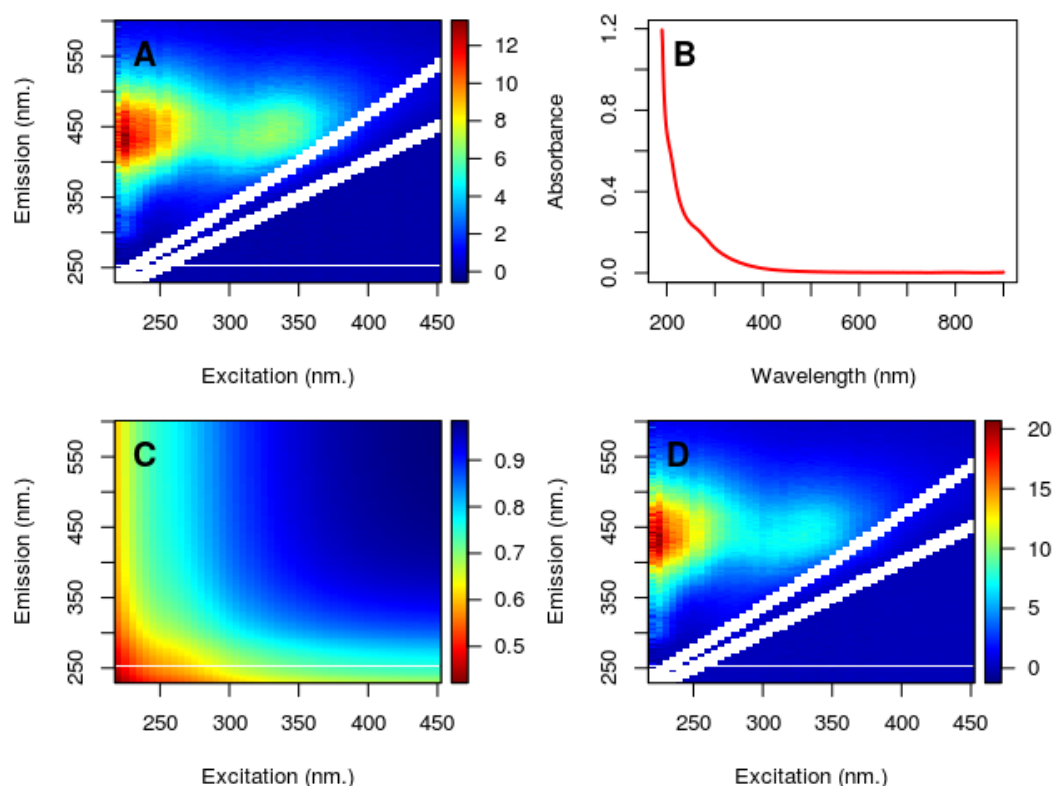 A
Emission (nm.)
250 350 450 550
250 300 350 400 450
Excitation (nm.)
0 2 4 6 8 10 12
B
Absorbance
0.0 0.4 0.8 1.2
200 400 600 800
Wavelength (nm)
C
Emission (nm.)
250 350 450 550
250 300 350 400 450
Excitation (nm.)
0.5 0.6 0.7 0.8 0.9
D
Emission (nm.)
250 350 450 550
250 300 350 400 450
Excitation (nm.)
0 5 10 15 20